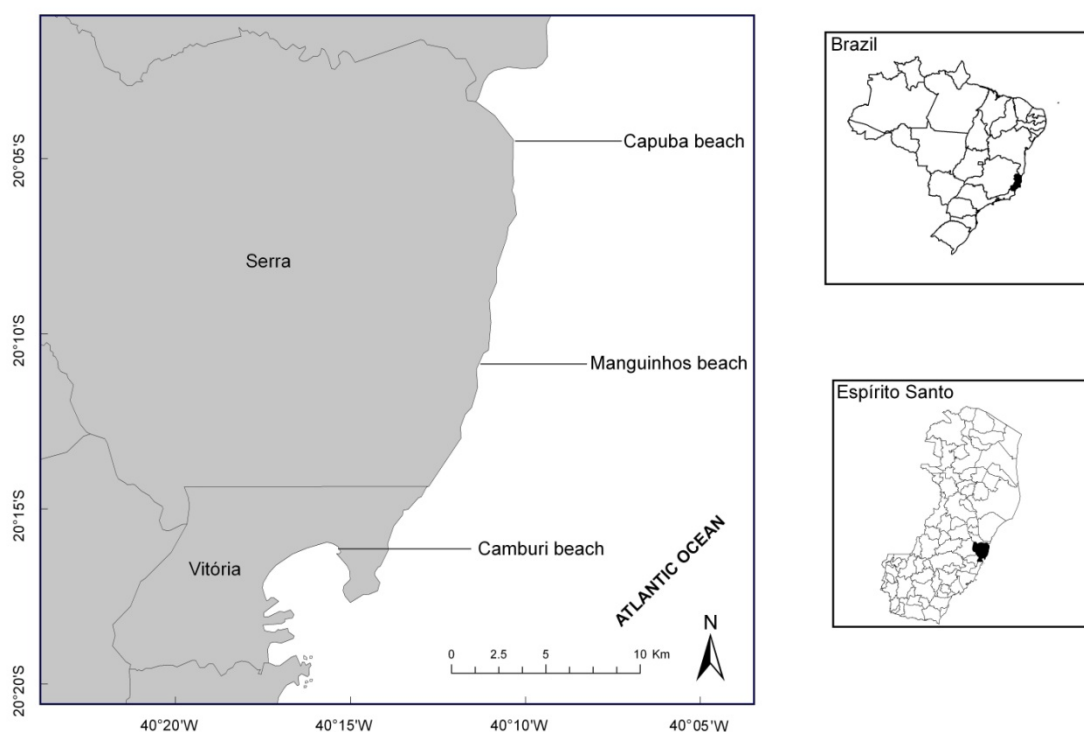 Capuba beach
Serra
Manguinhos beach
Camburi beach
Vitória
ATLANTIC OCEAN
N
0 2.5 5 10 Km
20°05'S
20°10'S
20°15'S
20°20'S
40°20'W 40°15'W 40°10'W 40°05'W
Brazil
Espírito Santo